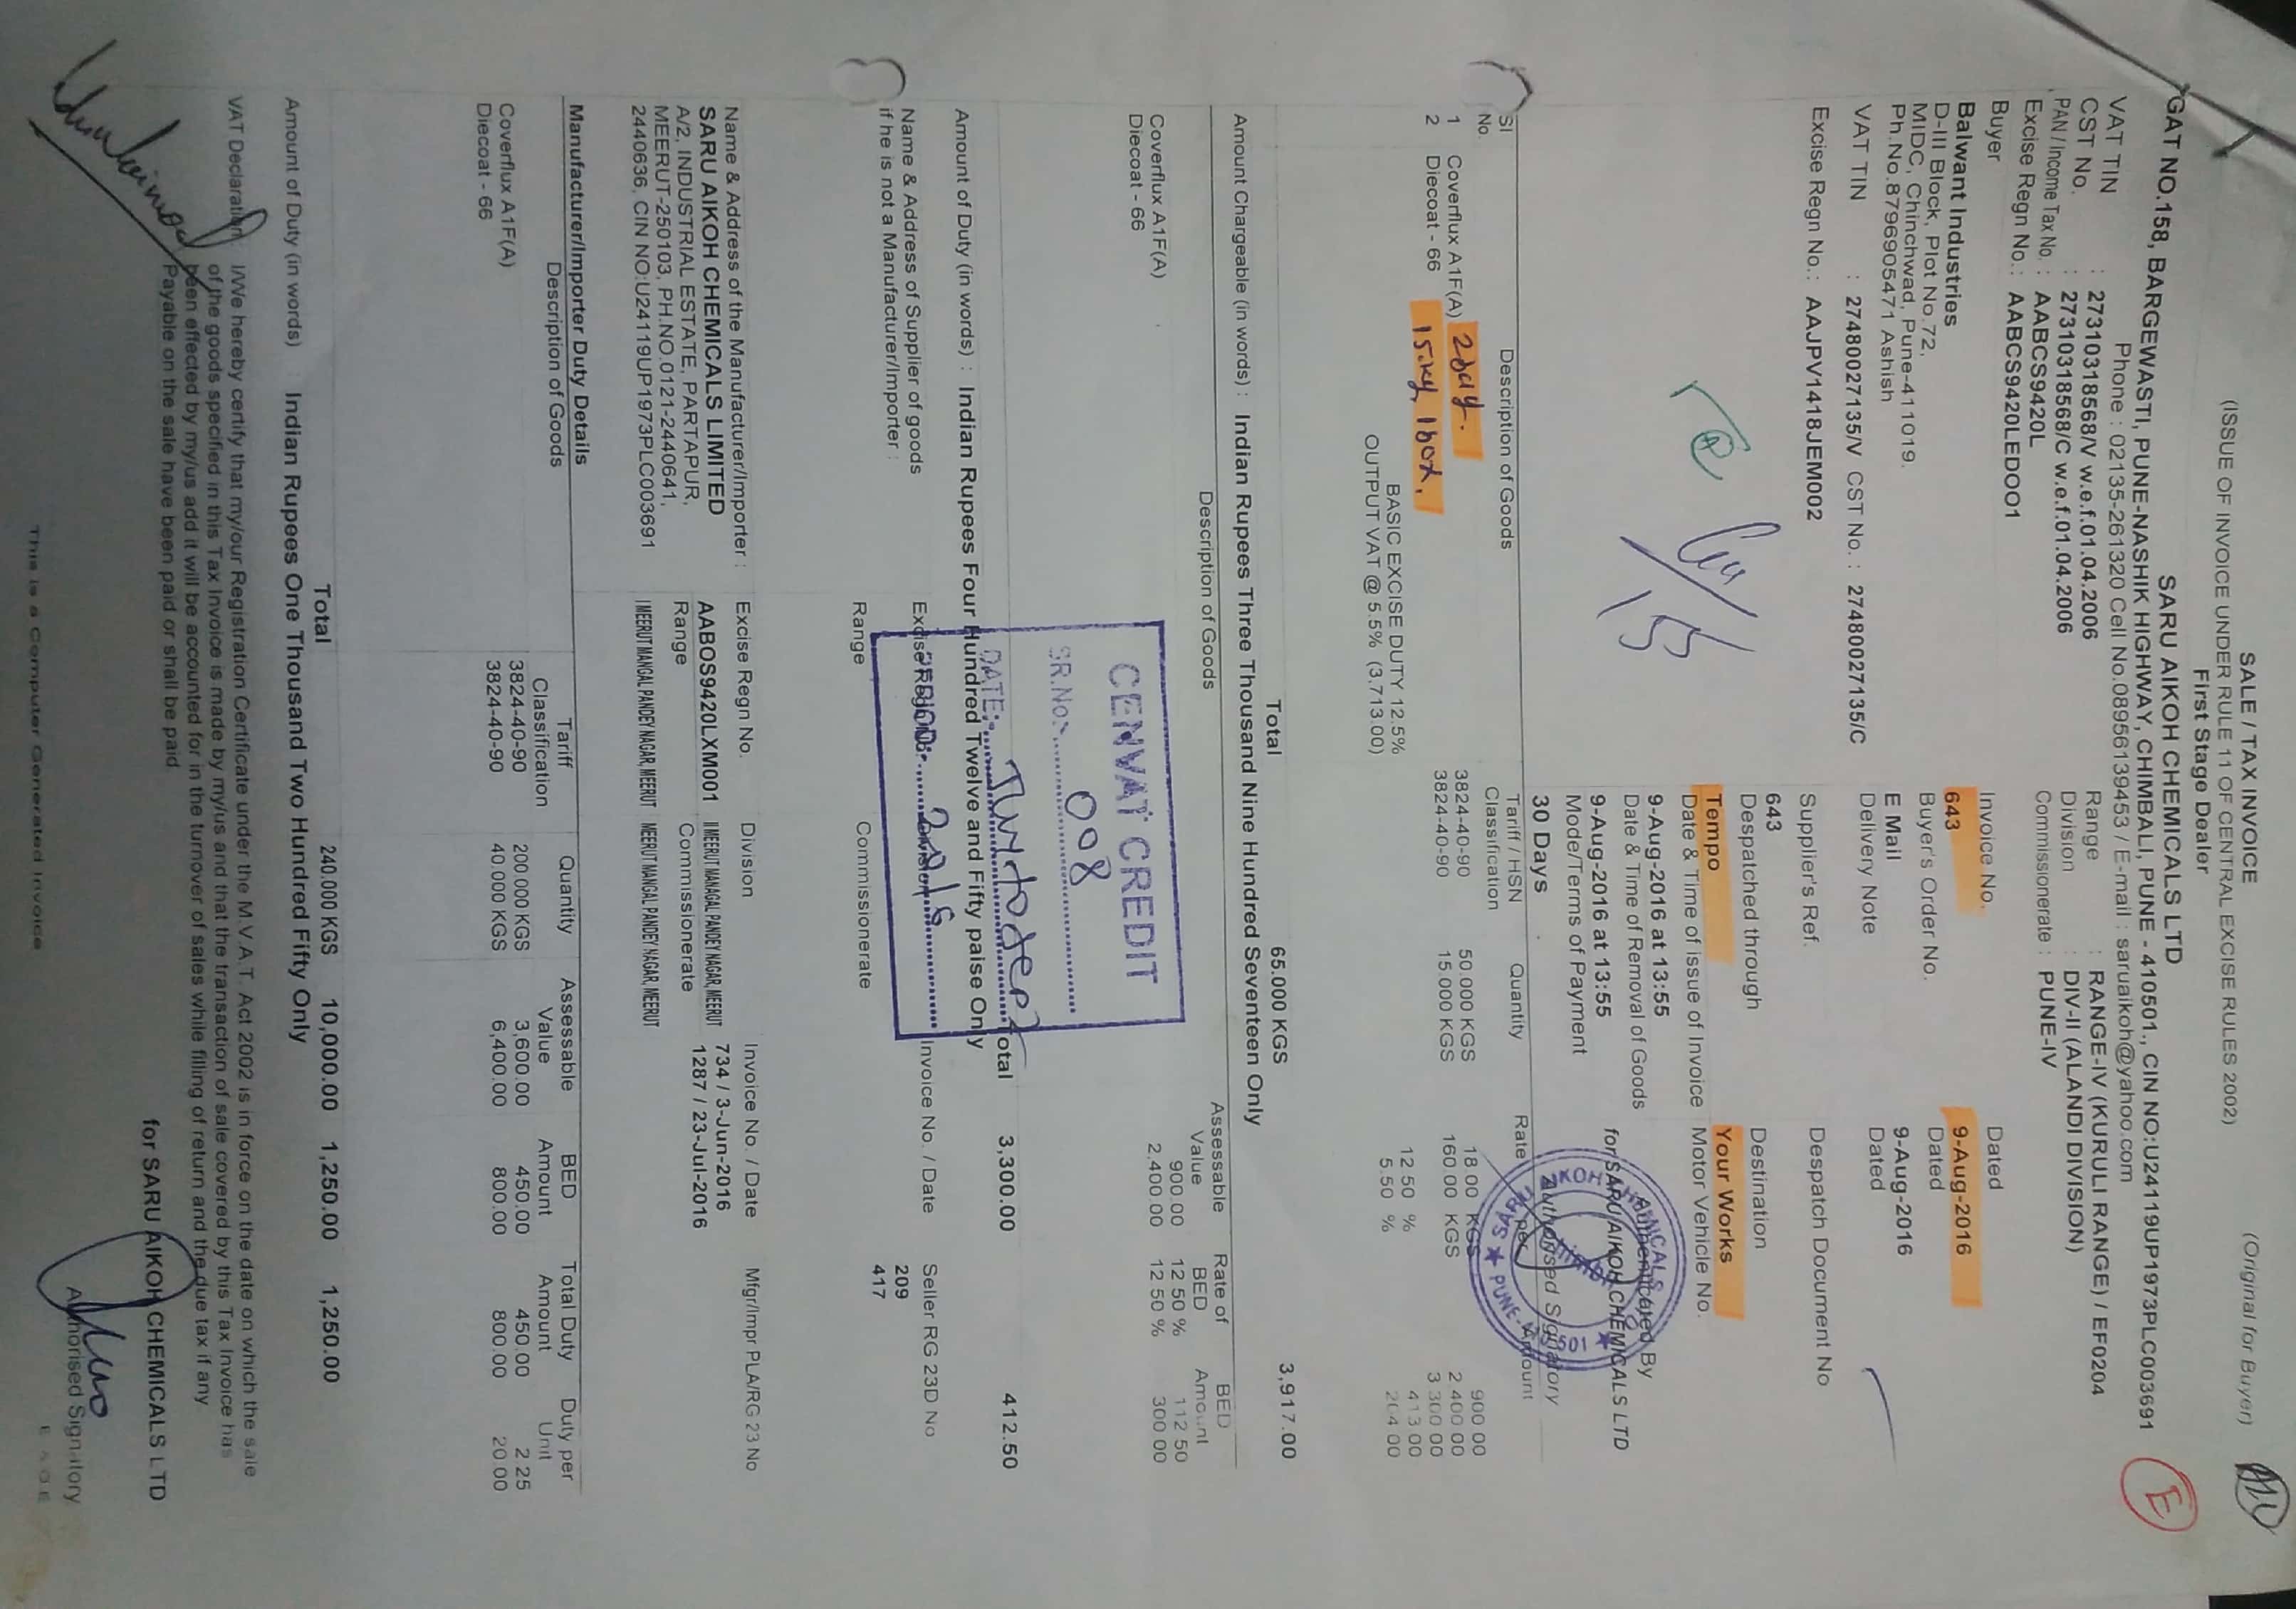 SALE / TAX INVOICE
(ISSUE OF INVOICE UNDER RULE 11 OF CENTRAL EXCISE RULES 2002) (Original for Buyer)
First Stage Dealer
SARU AIKOH CHEMICALS LTD
GAT NO.158, BARGEWASTI, PUNE-NASHIK HIGHWAY, CHIMBALI, PUNE - 410501., CIN NO:U24119UP1973PLC003691
Phone : 02135-261320 Cell No.08956139453 / E-mail : saruaikoh@yahoo.com
VAT TIN : 27310318568/V w.e.f.01.04.2006 Range : RANGE-IV (KURULI RANGE) / EF0204
CST No. : 27310318568/C w.e.f.01.04.2006 Division : DIV-II (ALANDI DIVISION)
PAN / Income Tax No. : AABCS9420L Commissionerate : PUNE-IV
Excise Regn No. : AABCS9420LEDOO1
Buyer
Balwant Industries
D-III Block, Plot No.72,
MIDC, Chinchwad, Pune-411019.
Ph.No.8796905471 Ashish
VAT TIN : 27480027135/V CST No. : 27480027135/C
Excise Regn No. : AAJPV1418JEM002
Invoice No. Dated
643 9-Aug-2016
Buyer's Order No. Dated
E Mail 9-Aug-2016
Delivery Note Dated
Supplier's Ref. Despatch Document No
643
Despatched through Destination
Tempo Your Works
Date & Time of issue of Invoice Motor Vehicle No.
9-Aug-2016 at 13:55
Date & Time of Removal of Goods
9-Aug-2016 at 13:55
Mode/Terms of Payment
30 Days
Authenticated By
for SARU AIKOH CHEMICALS LTD
Authorised Signatory
Sl No. Description of Goods Tariff / HSN Classification Quantity Rate per Amount
1 Coverflux A1F(A) 3824-40-90 50.000 KGS 18.00 KGS 900.00
2 Diecoat - 66 15.kg, 1box, 3824-40-90 15.000 KGS 160.00 KGS 2,400.00
3,300.00
BASIC EXCISE DUTY 12.5% 12.50 % 413.00
OUTPUT VAT @ 5.5% (3,713.00) 5.50 % 204.00
Total 65.000 KGS 3,917.00
Amount Chargeable (in words) : Indian Rupees Three Thousand Nine Hundred Seventeen Only
Description of Goods Assessable Value Rate of BED BED Amount
Coverflux A1F(A) 900.00 12.50 % 112.50
Diecoat - 66 2,400.00 12.50 % 300.00
CENVAT CREDIT
SR.No. 008
DATE:
PERIOD: 2016
Total 3,300.00 412.50
Amount of Duty (in words) : Indian Rupees Four Hundred Twelve and Fifty paise Only
Name & Address of Supplier of goods Excise Regn No. Division Invoice No. / Date Seller RG 23D No
if he is not a Manufacturer/Importer : Range Commissionerate 209
417
Name & Address of the Manufacturer/Importer : Excise Regn No. Division Invoice No. / Date Mfgr/Impr PLA/RG 23 No
SARU AIKOH CHEMICALS LIMITED AABOS9420LXM001 II MEERUT MANAGAL PANDEY NAGAR, MEERUT 734 / 3-Jun-2016
A/2, INDUSTRIAL ESTATE, PARTAPUR, Range Commissionerate 1287 / 23-Jul-2016
MEERUT-250103, PH.NO.0121-2440641,
2440636, CIN NO:U24119UP1973PLC003691 I MEERUT MANGAL PANDEY NAGAR, MEERUT MEERUT MANGAL PANDEY NAGAR, MEERUT
Manufacturer/Importer Duty Details
Description of Goods Tariff Classification Quantity Assessable Value BED Amount Total Duty Amount Duty per Unit
Coverflux A1F(A) 3824-40-90 200.000 KGS 3,600.00 450.00 450.00 2.25
Diecoat - 66 3824-40-90 40.000 KGS 6,400.00 800.00 800.00 20.00
Total 240.000 KGS 10,000.00 1,250.00 1,250.00
Amount of Duty (in words) : Indian Rupees One Thousand Two Hundred Fifty Only
VAT Declaration I/We hereby certify that my/our Registration Certificate under the M.V.A.T. Act 2002 is in force on the date on which the sale
of the goods specified in this Tax Invoice is made by my/us and that the transaction of sale covered by this Tax Invoice has
been effected by my/us add it will be accounted for in the turnover of sales while filling of return and the due tax if any
Payable on the sale have been paid or shall be paid
for SARU AIKOH CHEMICALS LTD
Authorised Signatory
This is a Computer Generated Invoice